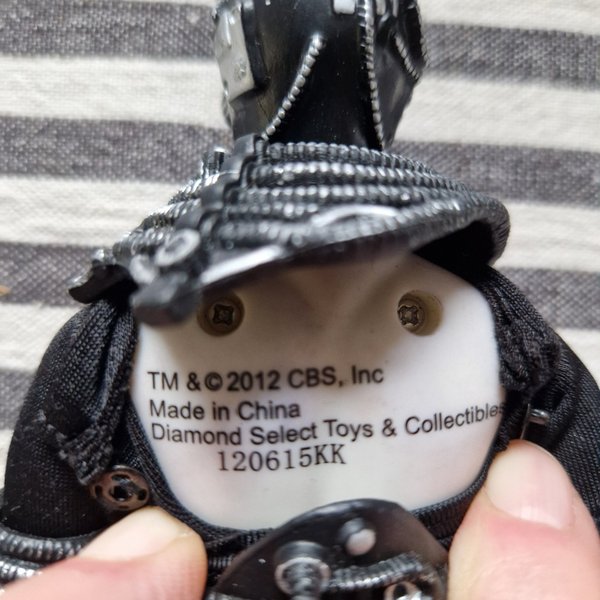 TM & © 2012 CBS, Inc
Made in China
Diamond Select Toys & Collectibles
120615KK